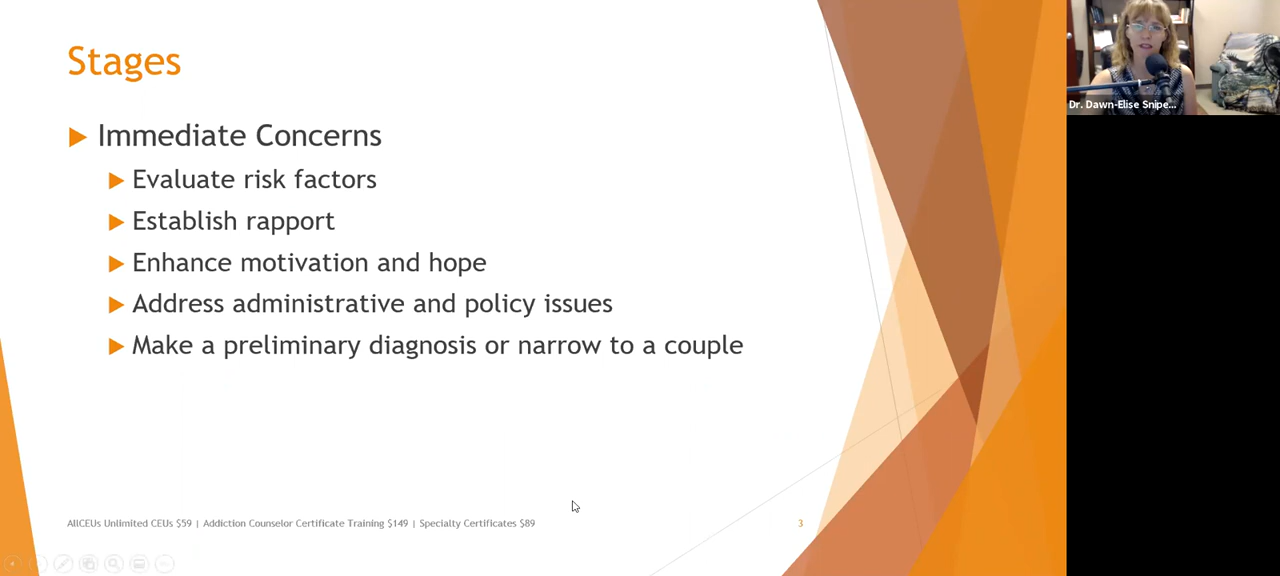 Stages
Immediate Concerns
Evaluate risk factors
Establish rapport
Enhance motivation and hope
Address administrative and policy issues
Make a preliminary diagnosis or narrow to a couple
AllCEUs Unlimited CEUs $59 | Addiction Counselor Certificate Training $149 | Specialty Certificates $89
3
Dr. Dawn-Elise Snipe...